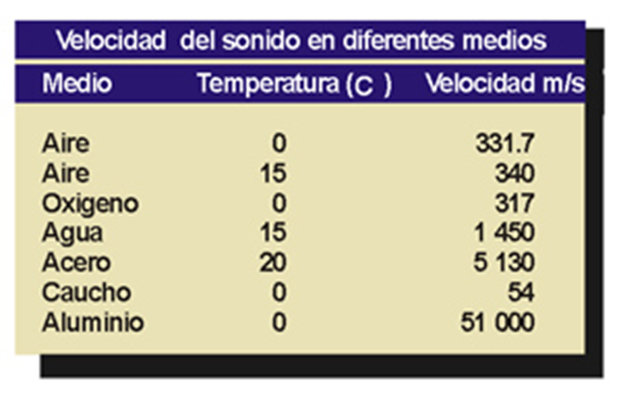 Velocidad del sonido en diferentes medios
Medio Temperatura (C ) Velocidad m/s
Aire 0 331.7
Aire 15 340
Oxigeno 0 317
Agua 15 1 450
Acero 20 5 130
Caucho 0 54
Aluminio 0 51 000